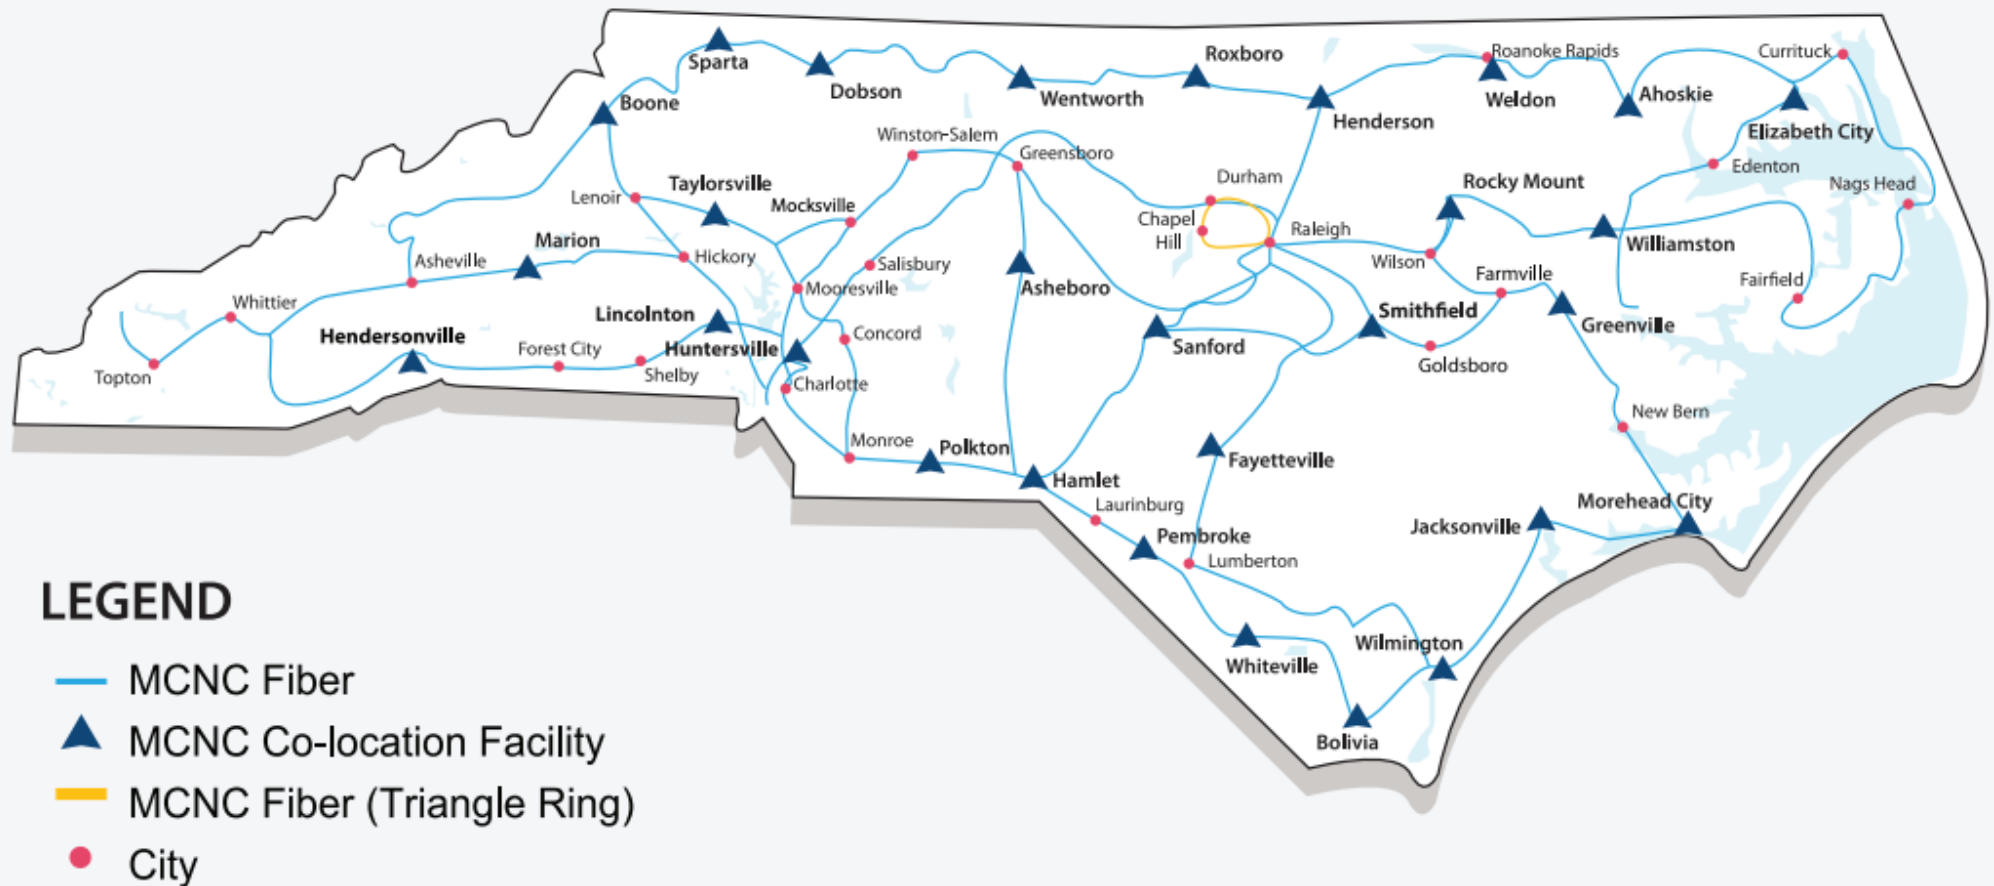 Sparta
Dobson
Roxboro
Roanoke Rapids
Currituck
Boone
Wentworth
Henderson
Weldon
Ahoskie
Elizabeth City
Winston-Salem
Greensboro
Durham
Edenton
Nags Head
Lenoir
Taylorsville
Mocksville
Rocky Mount
Chapel
Hill
Raleigh
Williamston
Marion
Asheville
Hickory
Salisbury
Mooresville
Asheboro
Wilson
Farmville
Fairfield
Whittier
Hendersonville
Lincolnton
Huntersville
Concord
Sanford
Smithfield
Greenville
Topton
Forest City
Shelby
Charlotte
Goldsboro
New Bern
Monroe
Polkton
Hamlet
Fayetteville
Laurinburg
Pembroke
Lumberton
Jacksonville
Morehead City
Whiteville
Wilmington
Bolivia
LEGEND
MCNC Fiber
MCNC Co-location Facility
MCNC Fiber (Triangle Ring)
City